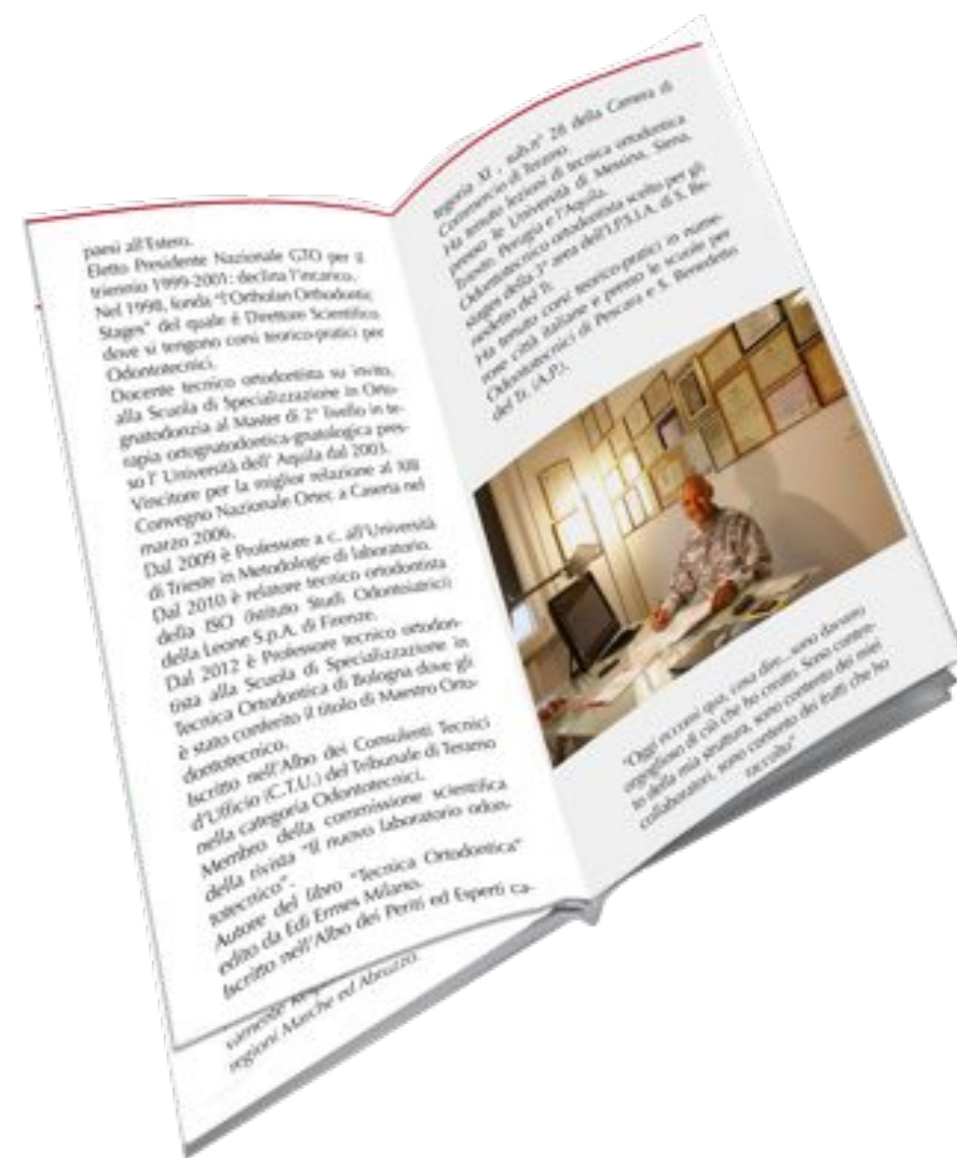 paesi all'Estero.
Eletto Presidente Nazionale GTO per il
triennio 1999-2001: declina l'incarico.
Nel 1998, fonda "l'Ortholan Orthodontic
Stages" del quale é Direttore Scientifico
dove si tengono corsi teorico-pratici per
Odontotecnici.
Docente tecnico ortodontista su invito,
alla Scuola di Specializzazione in Orto-
gnatodonzia al Master di 2° livello in te-
rapia ortognatodontica-gnatologica pres-
so l' Università dell' Aquila dal 2003.
Vincitore per la miglior relazione al XIII
Convegno Nazionale Ortec a Caserta nel
marzo 2006.
Dal 2009 è Professore a c. all'Università
di Trieste in Metodologie di laboratorio.
Dal 2010 è relatore tecnico ortodontista
della ISO (Istituto Studi Odontoiatrici)
della Leone S.p.A. di Firenze.
Dal 2012 è Professore tecnico ortodon-
tista alla Scuola di Specializzazione in
Tecnica Ortodontica di Bologna dove gli
è stato conferito il titolo di Maestro Orto-
dontotecnico.
Iscritto nell'Albo dei Consulenti Tecnici
d'Ufficio (C.T.U.) del Tribunale di Teramo
nella categoria Odontotecnici.
Membro della commissione scientifica
della rivista "Il nuovo laboratorio odon-
totecnico".
Autore del libro "Tecnica Ortodontica"
edito da Edi Ermes Milano.
Iscritto nell'Albo dei Periti ed Esperti ca-
regioni Marche ed Abruzzo.
tegoria XI , sub.n° 28 della Camera di
Commercio di Teramo.
Ha tenuto lezioni di tecnica ortodontica
presso le Università di Messina, Siena,
Trieste, Perugia e l'Aquila.
Odontotecnico ortodontista scelto per gli
stages della 3ª area dell'I.P.S.I.A. di S. Be-
nedetto del Tr.
Ha tenuto corsi teorico-pratici in nume-
rose città italiane e presso le scuole per
Odontotecnici di Pescara e S. Benedetto
del Tr. (A.P.).
"Oggi eccomi qua, cosa dire... sono davvero
orgoglioso di ciò che ho creato. Sono conten-
to della mia struttura, sono contento dei miei
collaboratori, sono contento dei frutti che ho
raccolto"